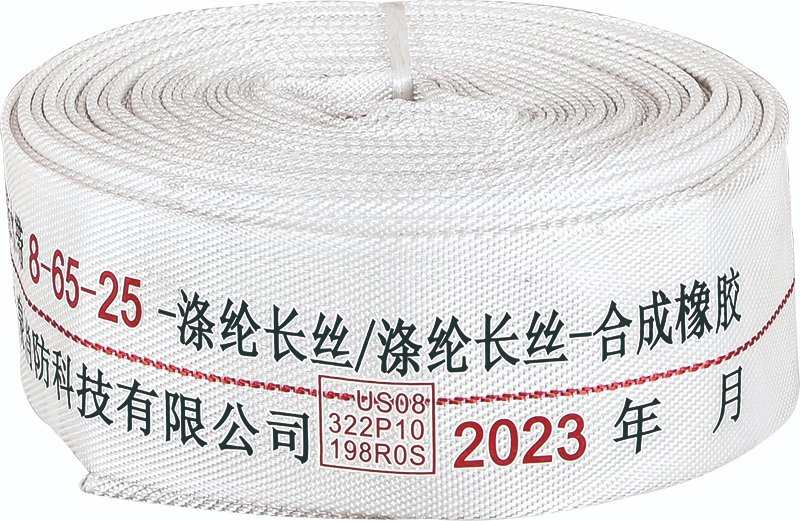 8-65-25-涤纶长丝/涤纶长丝-合成橡胶
消防科技有限公司
US08
322P10
198R0S
2023 年 月